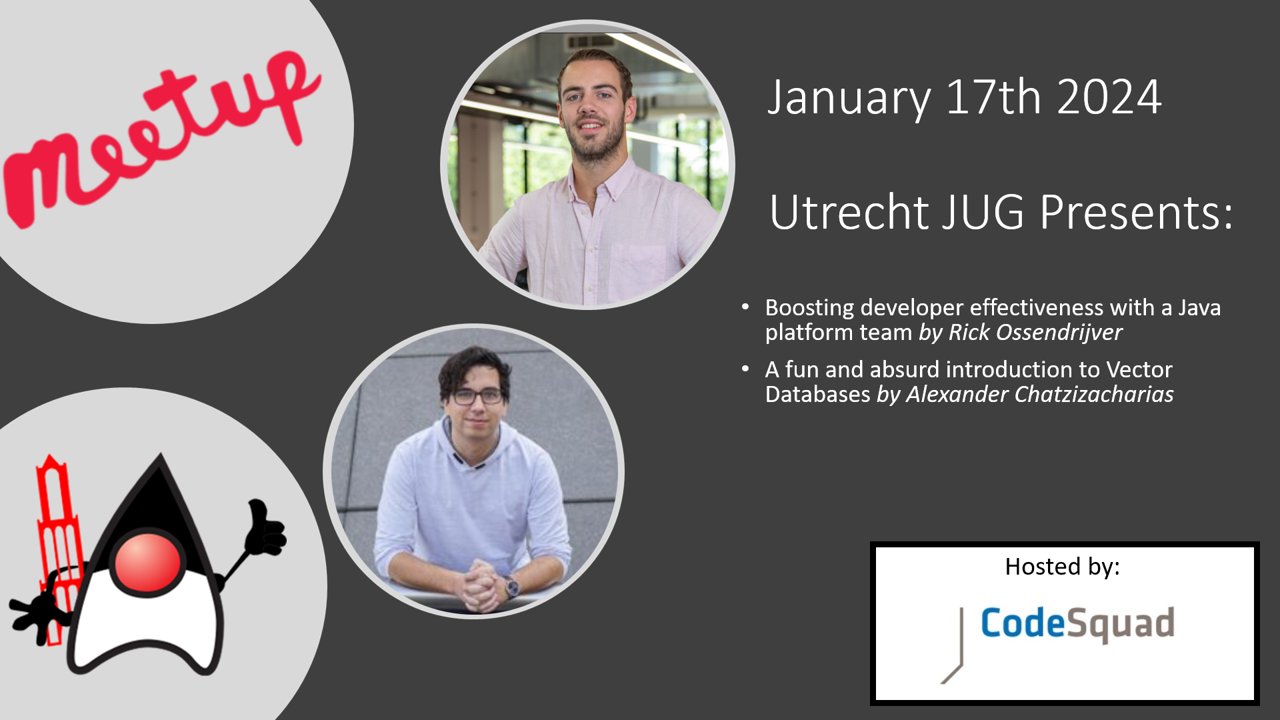 meetup
January 17th 2024
Utrecht JUG Presents:
• Boosting developer effectiveness with a Java
platform team by Rick Ossendrijver
• A fun and absurd introduction to Vector
Databases by Alexander Chatzizacharias
Hosted by:
CodeSquad